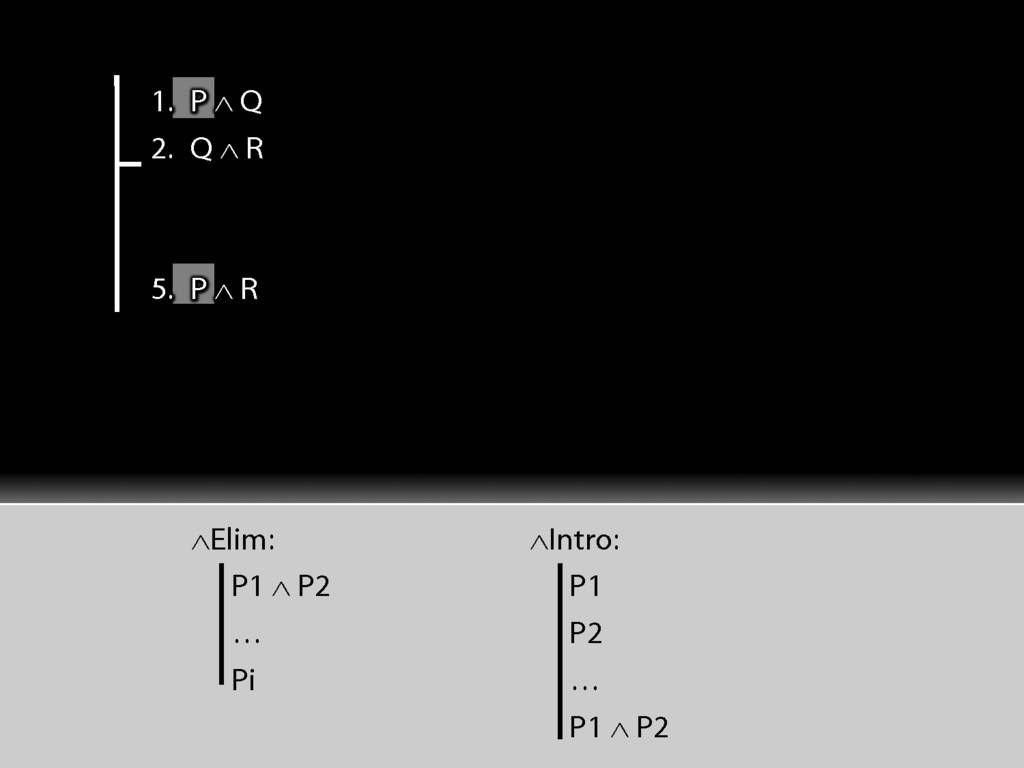 1. P ∧ Q
2. Q ∧ R
5. P ∧ R
∧Elim:
P1 ∧ P2
…
Pi
∧Intro:
P1
P2
…
P1 ∧ P2